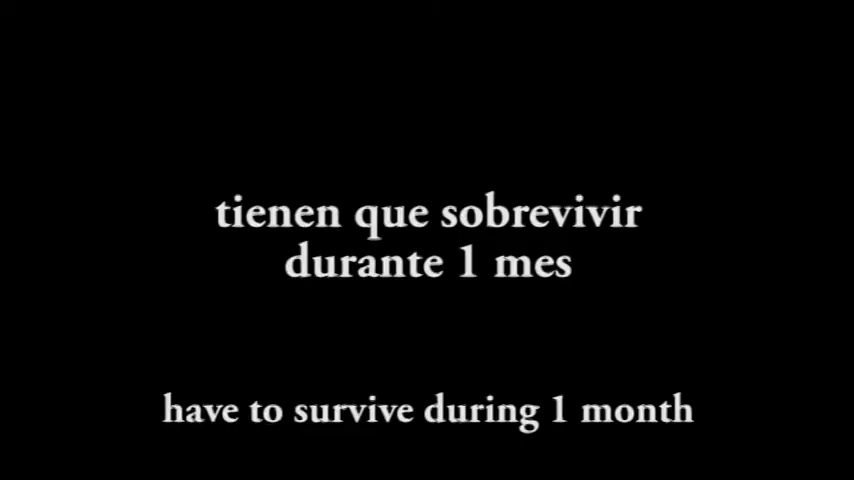 tienen que sobrevivir
durante 1 mes
have to survive during 1 month